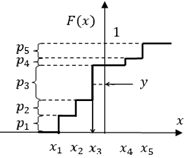 F(x)
1
p₅
p₄
p₃
y
p₂
p₁
x₁ x₂ x₃ x₄ x₅